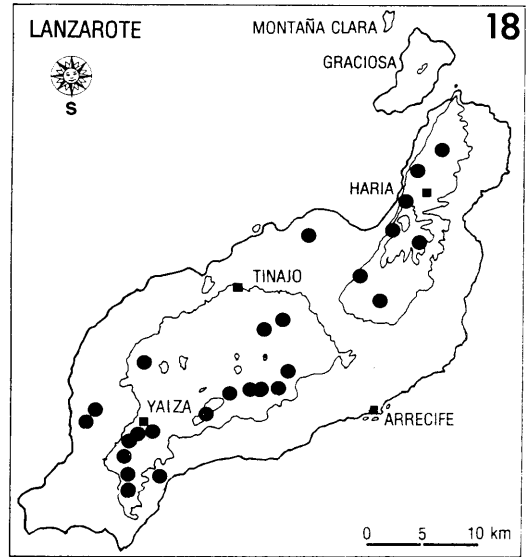 LANZAROTE
MONTAÑA CLARA
18
GRACIOSA
S
HARIA
TINAJO
YAIZA
ARRECIFE
0 5 10 km